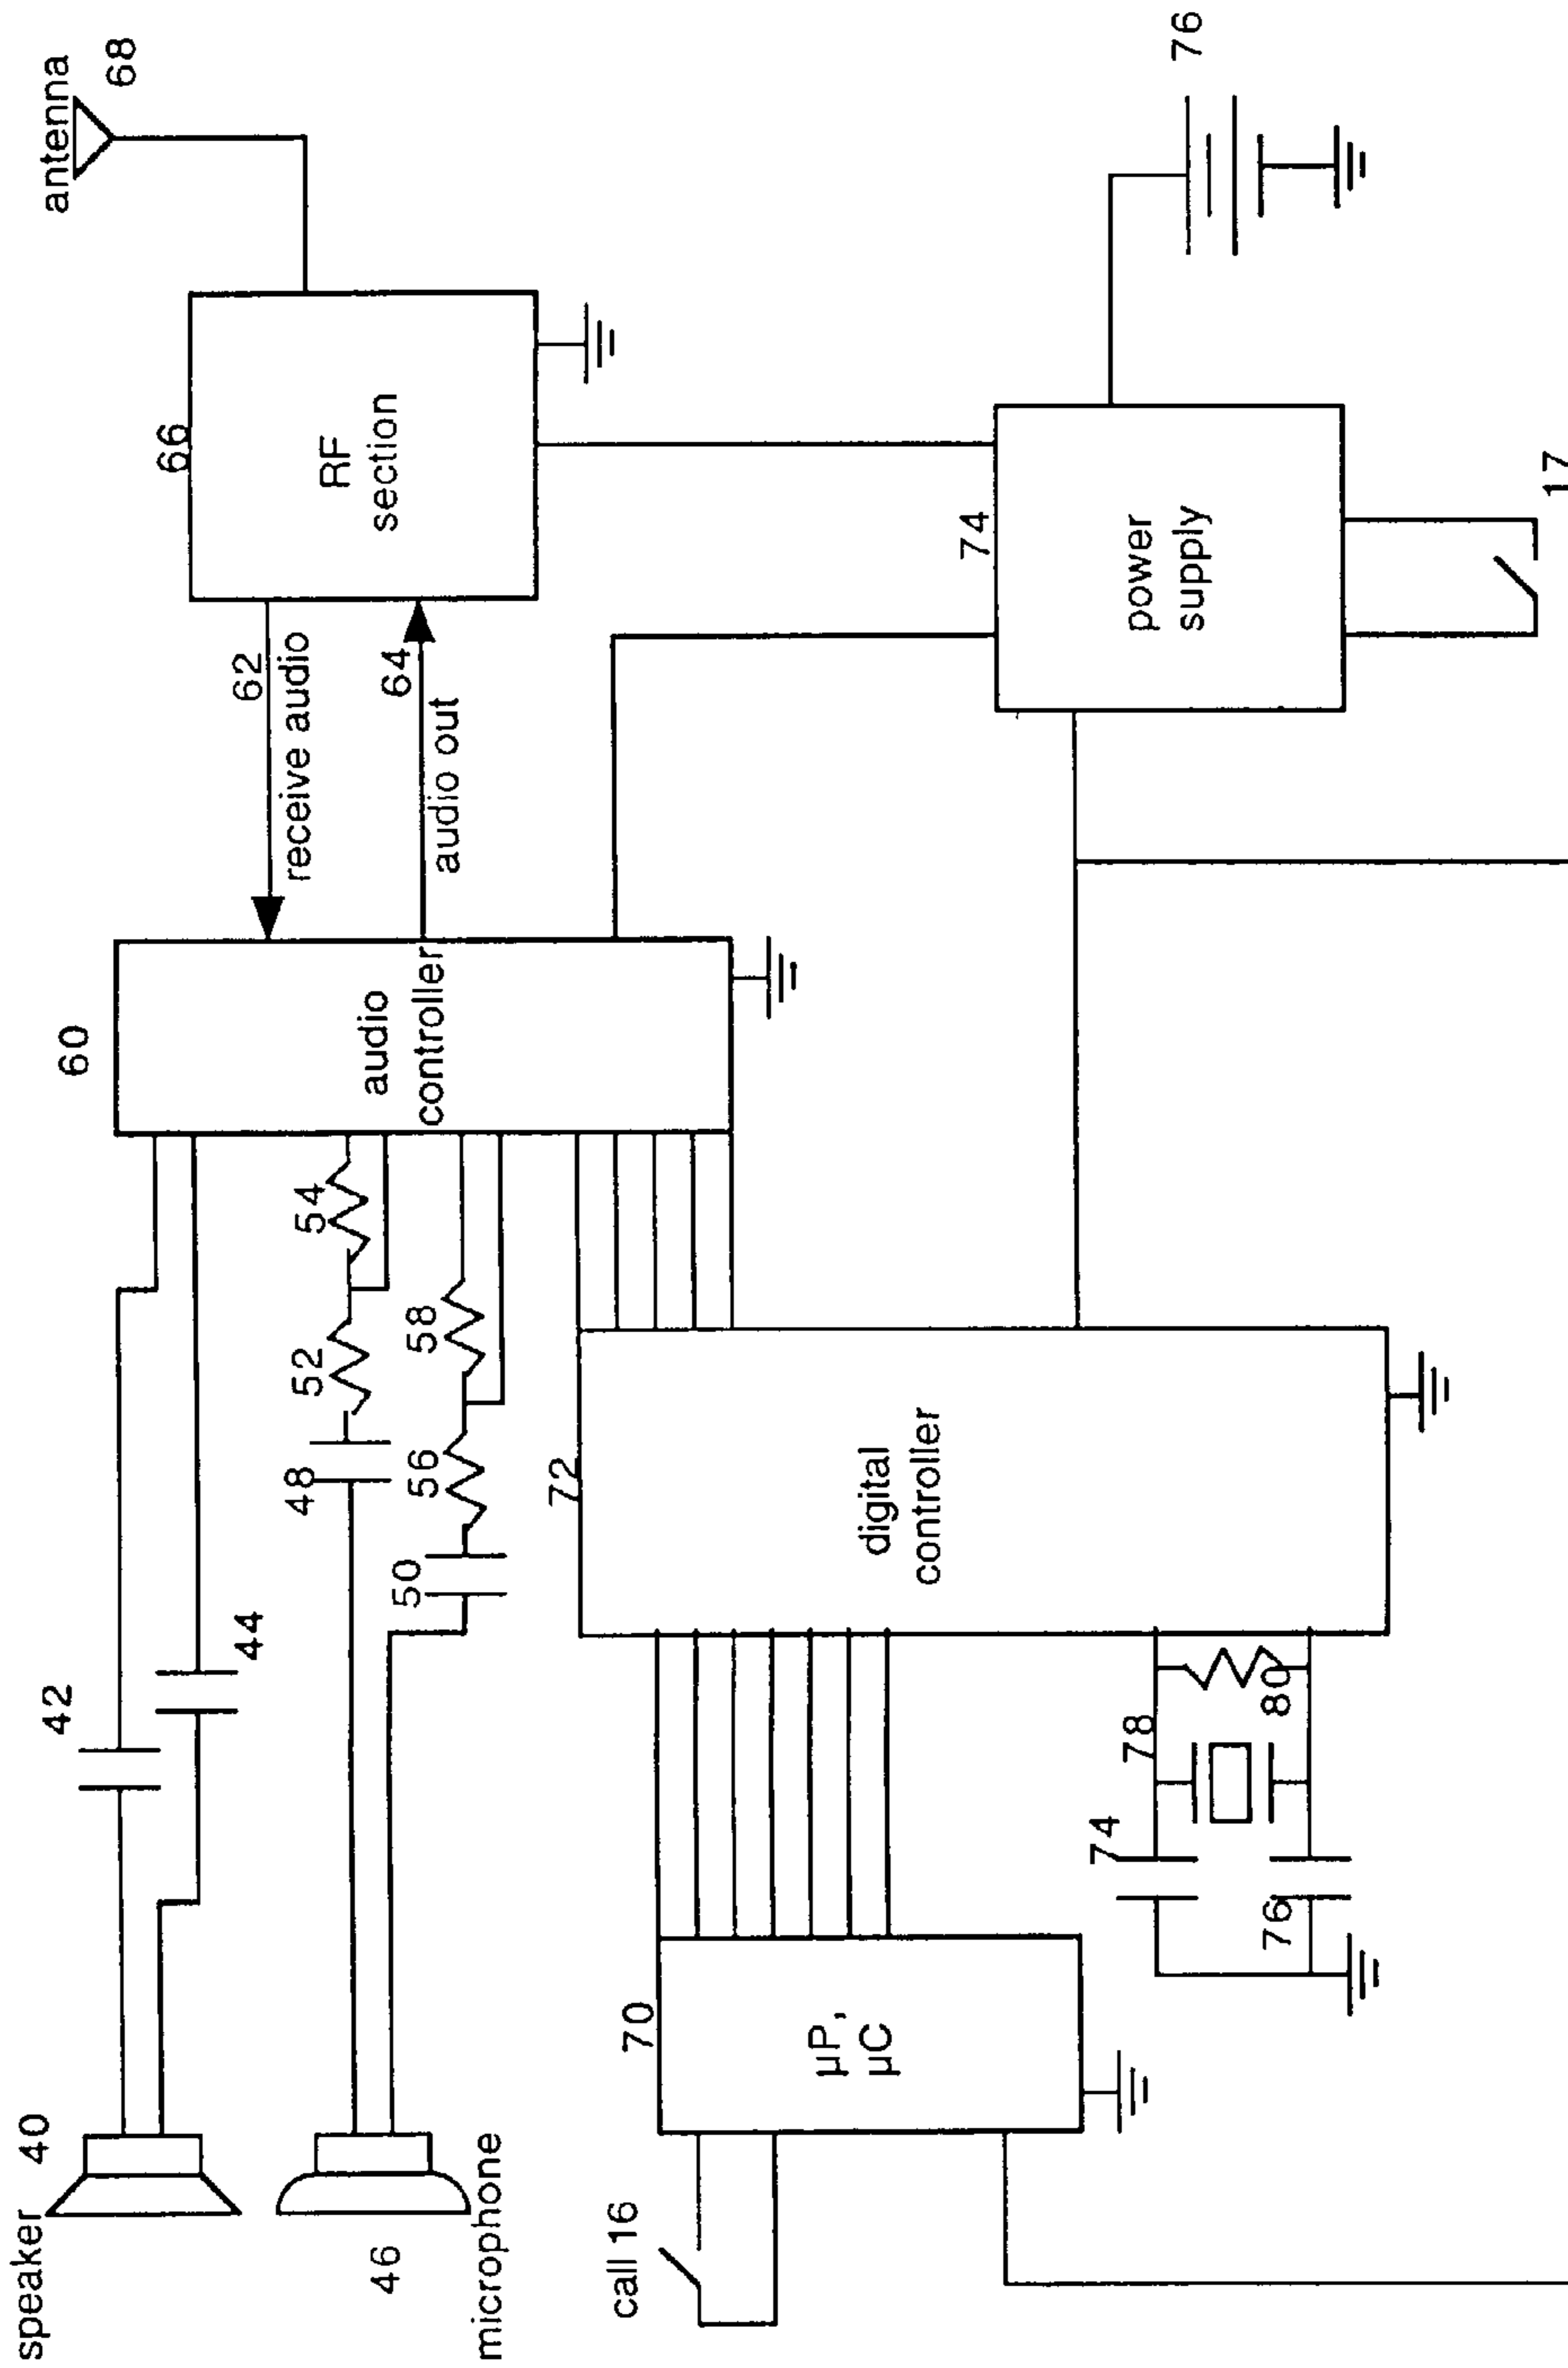 speaker 40
42
44
46
microphone
48
50
52
54
56
58
60
audio
controller
62
receive audio
64
audio out
66
RF
section
antenna
68
call 16
70
µP,
µC
72
digital
controller
74
76
78
80
74
power
supply
76
17